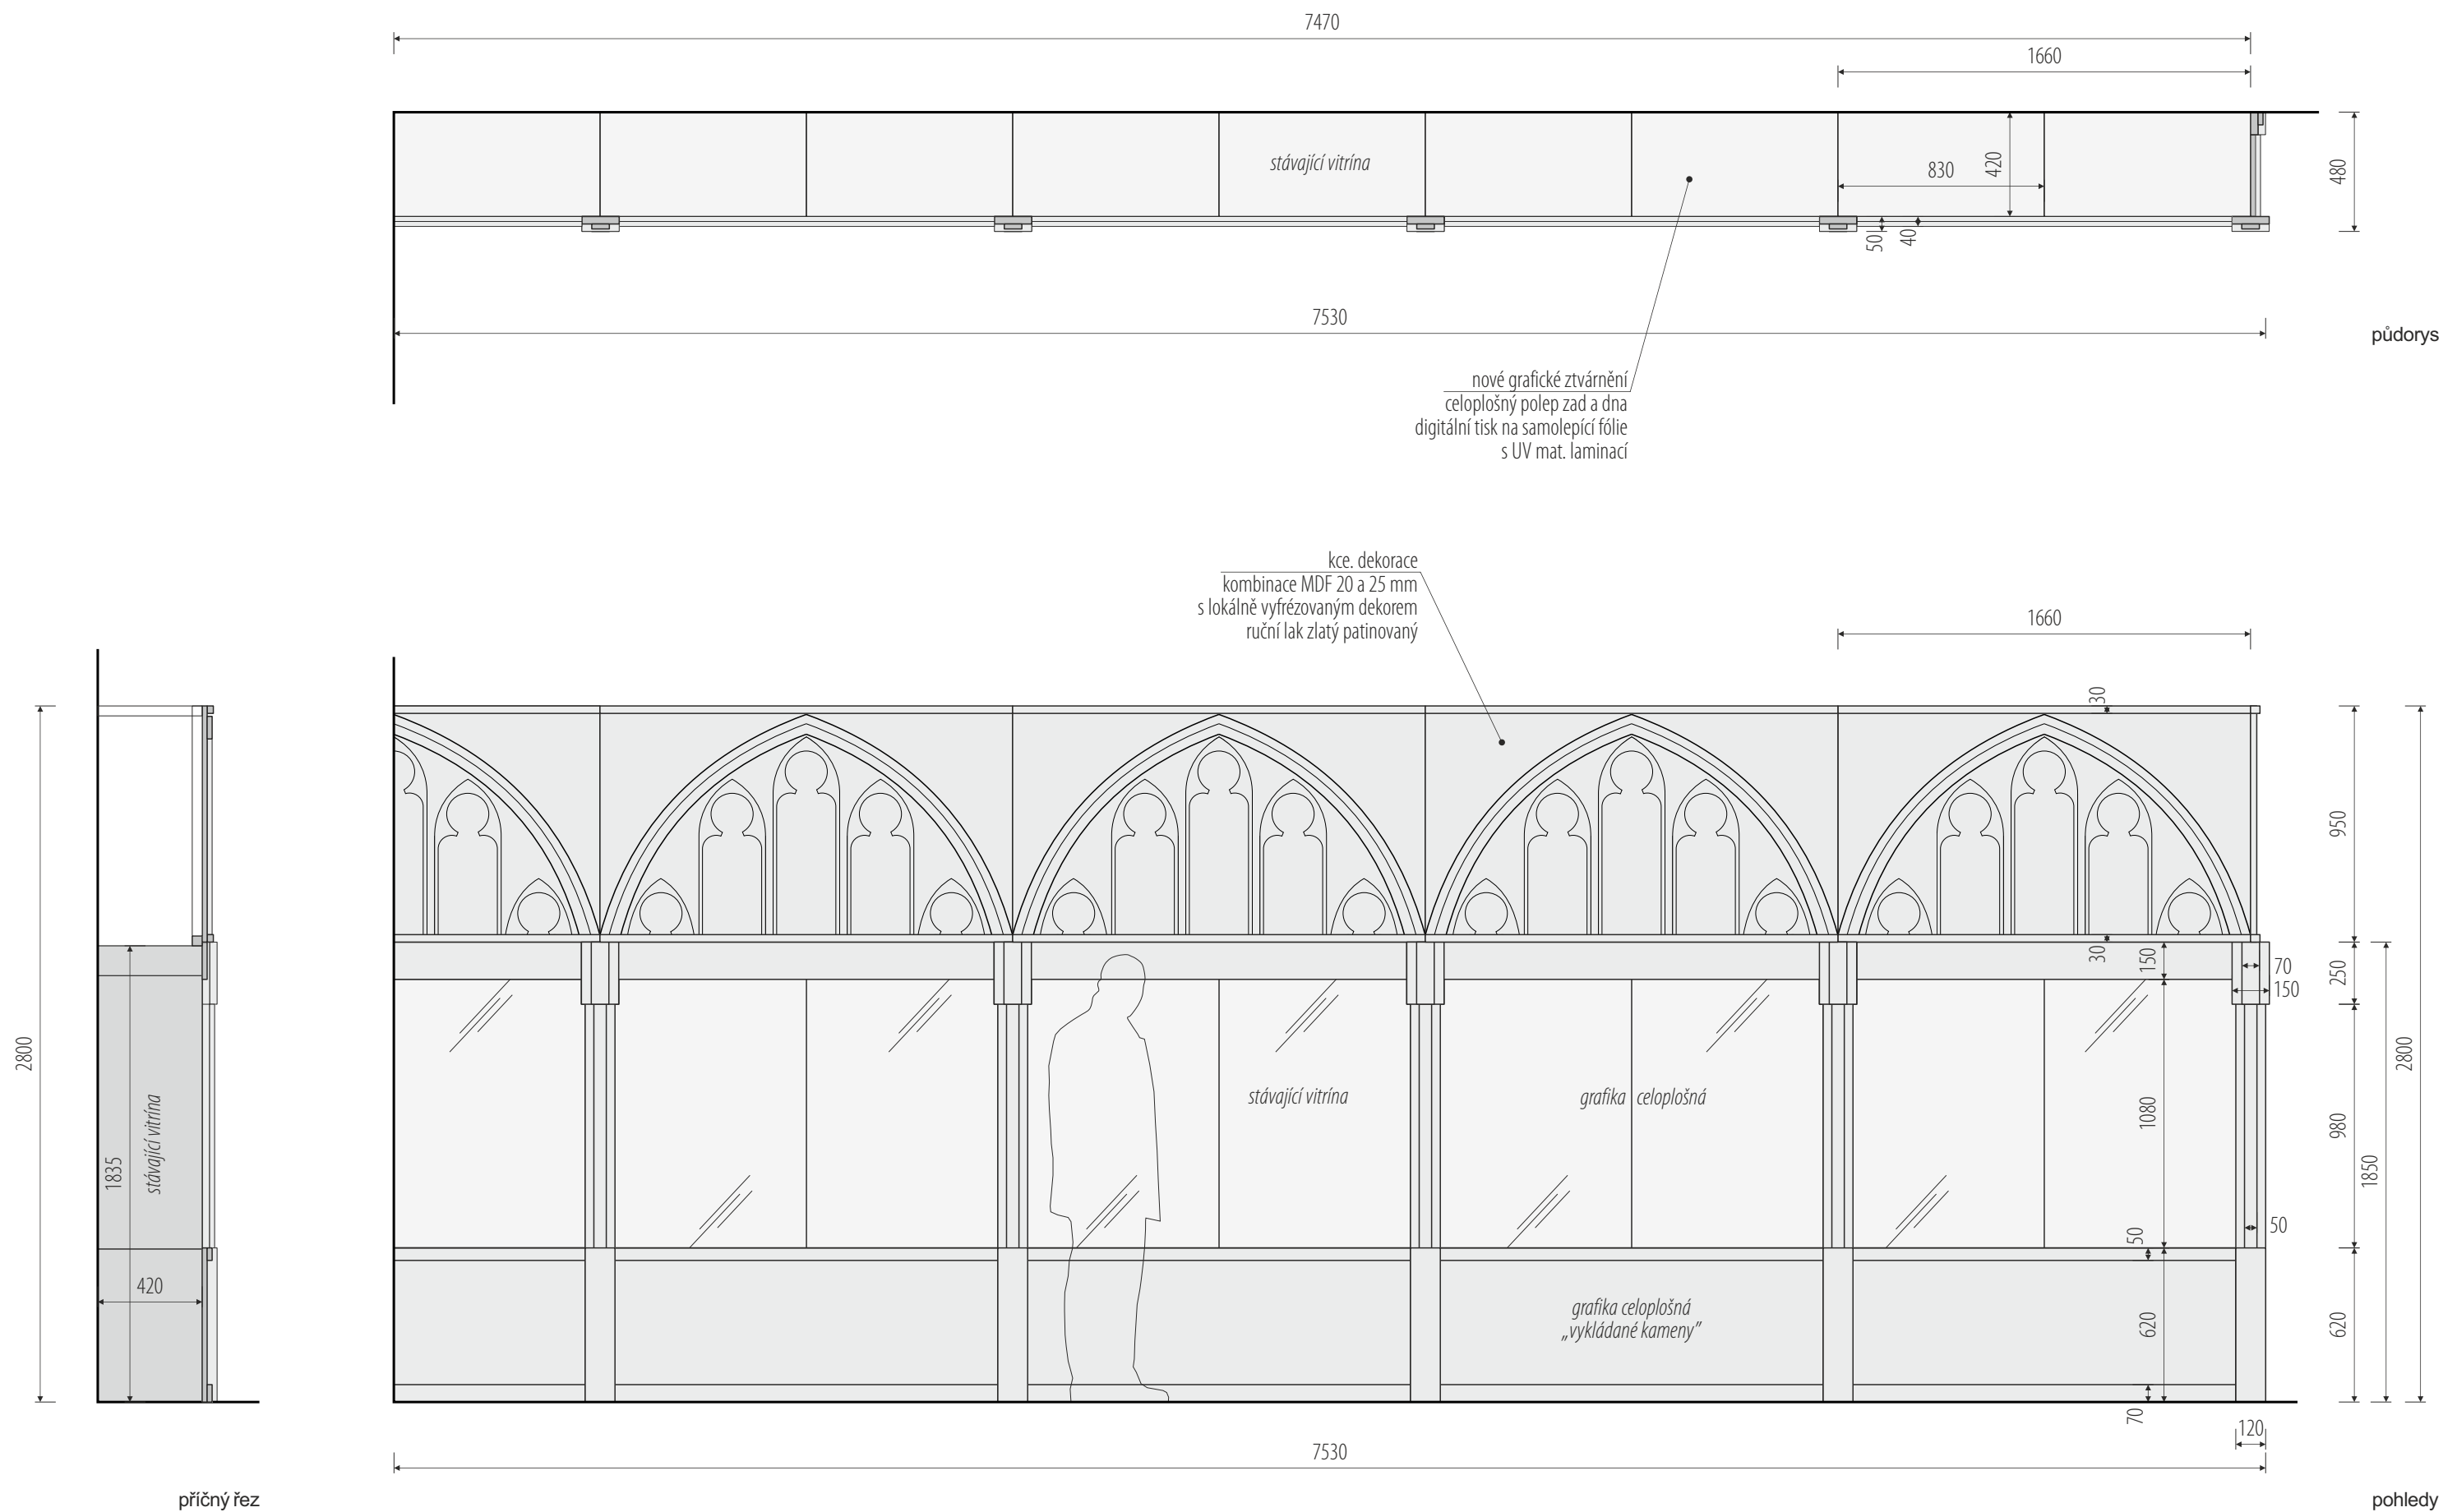 7470
1660
stávající vitrína
830
420
480
50
40
7530
půdorys
nové grafické ztvárnění
celoplošný polep zad a dna
digitální tisk na samolepící fólie
s UV mat. laminací
kce. dekorace
kombinace MDF 20 a 25 mm
s lokálně vyfrézovaným dekorem
ruční lak zlatý patinovaný
1660
30
950
30
150
70
150
250
2800
1835
stávající vitrína
420
stávající vitrína
grafika celoplošná
1080
980
1850
2800
50
50
grafika celoplošná
„vykládané kameny”
620
620
70
120
7530
příčný řez
pohledy